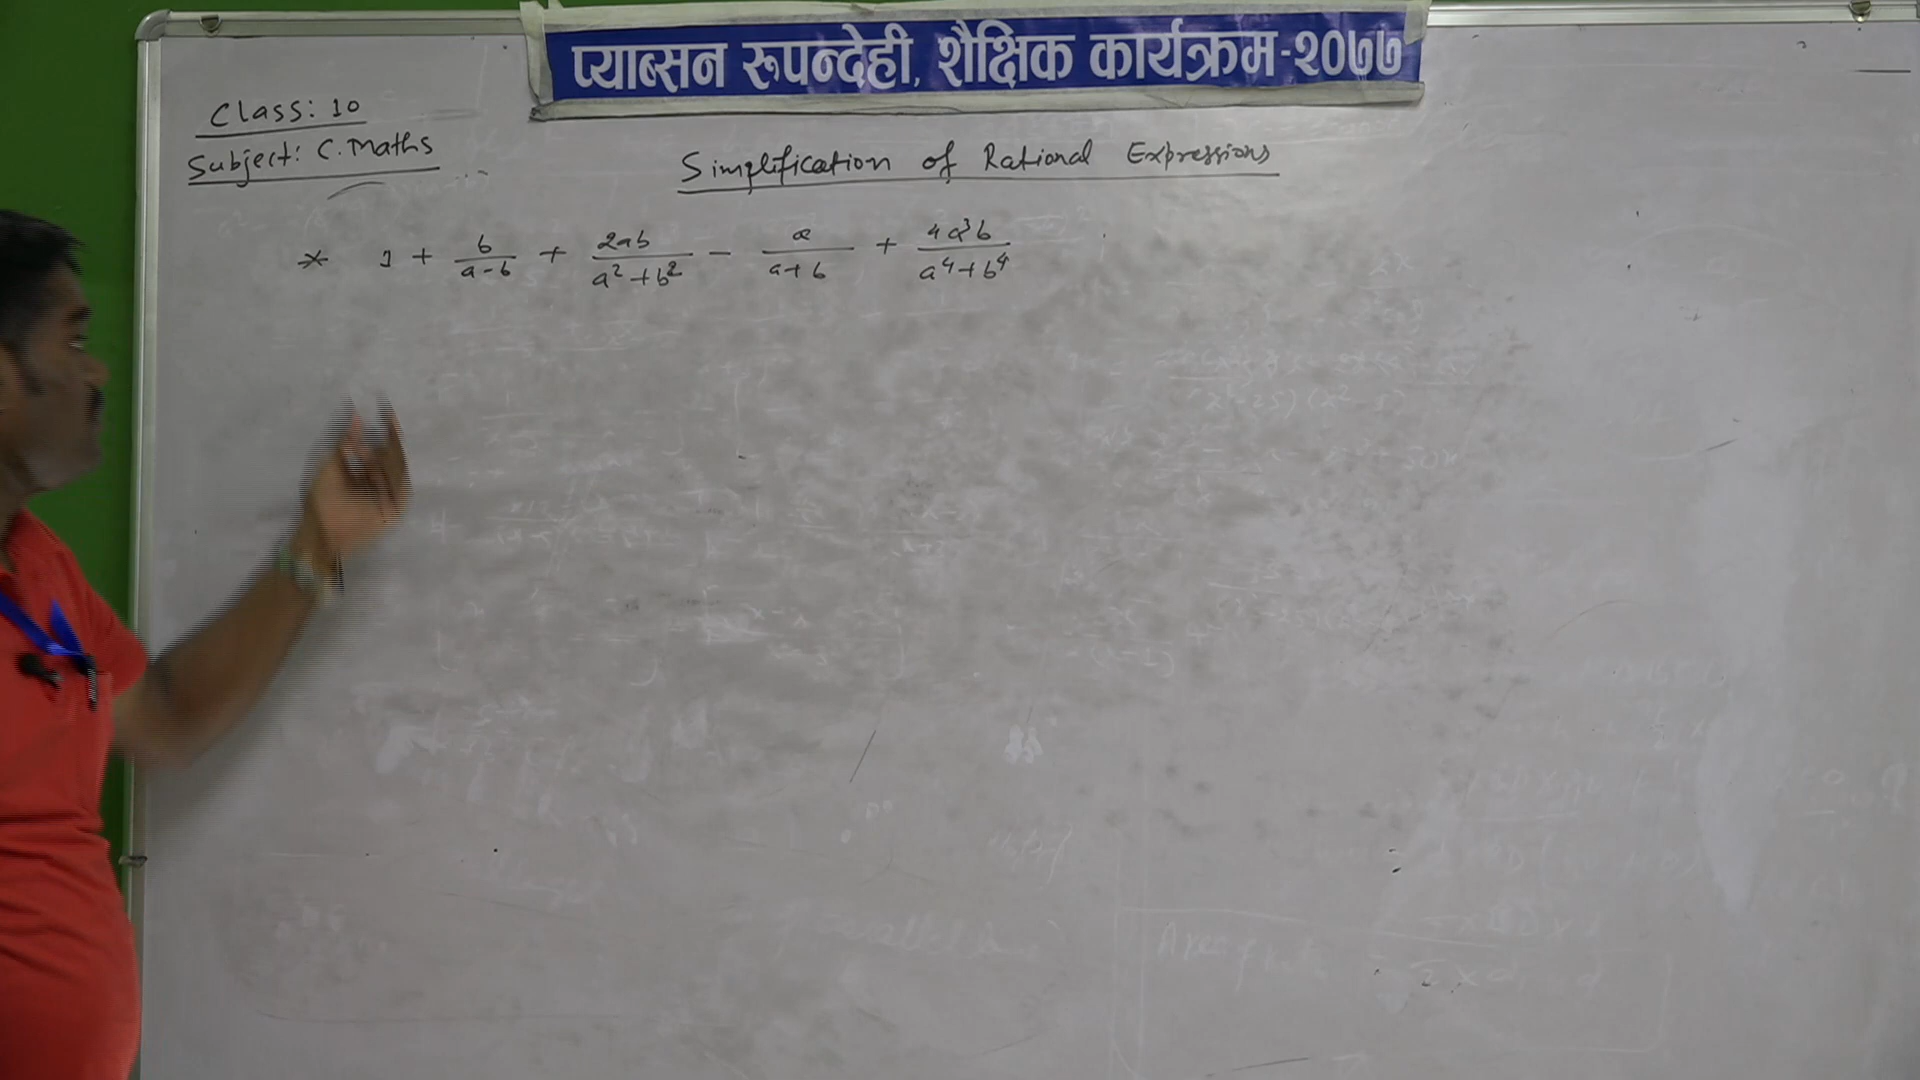 प्याब्सन रुपन्देही, शैक्षिक कार्यक्रम-२०७७
Class: 10
Subject: C. Maths
Simplification of Rational Expressions
* 1 + b/(a-b) + 2ab/(a²+b²) - a/(a+b) + 4a³b/(a⁴+b⁴)